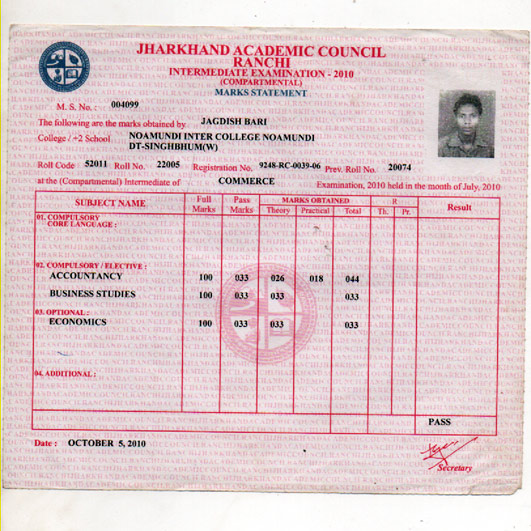 JHARKHAND ACADEMIC COUNCIL
RANCHI
INTERMEDIATE EXAMINATION - 2010
(COMPARTMENTAL)
MARKS STATEMENT
M. S. No. : 004099
The following are the marks obtained by JAGDISH BARI
College / +2 School NOAMUNDI INTER COLLEGE NOAMUNDI
DT-SINGHBHUM(W)
Roll Code 52011 Roll No. 22005 Registration No. 9248-RC-0039-06 Prev. Roll No. 20074
at the (Compartmental) Intermediate of COMMERCE Examination, 2010 held in the month of July, 2010
SUBJECT NAME Full Marks Pass Marks MARKS OBTAINED R Result
Theory Practical Total Th. Pr.
01. COMPULSORY
CORE LANGUAGE :
02. COMPULSORY / ELECTIVE :
ACCOUNTANCY 100 033 026 018 044
BUSINESS STUDIES 100 033 033 033
03. OPTIONAL :
ECONOMICS 100 033 033 033
04. ADDITIONAL :
PASS
Date : OCTOBER 5, 2010
Secretary